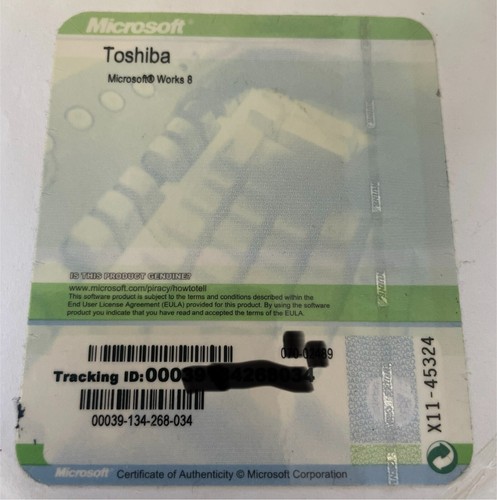 Microsoft®
Toshiba
Microsoft® Works 8
IS THIS PRODUCT GENUINE?
www.microsoft.com/piracy/howtotell
This software product is subject to the terms and conditions described within the
End User License Agreement (EULA) provided for this product. By using the software
product you indicate that you have read and accepted the terms of the EULA
Tracking ID:
00039-134-268-034
X11-45324
Microsoft Certificate of Authenticity © Microsoft Corporation